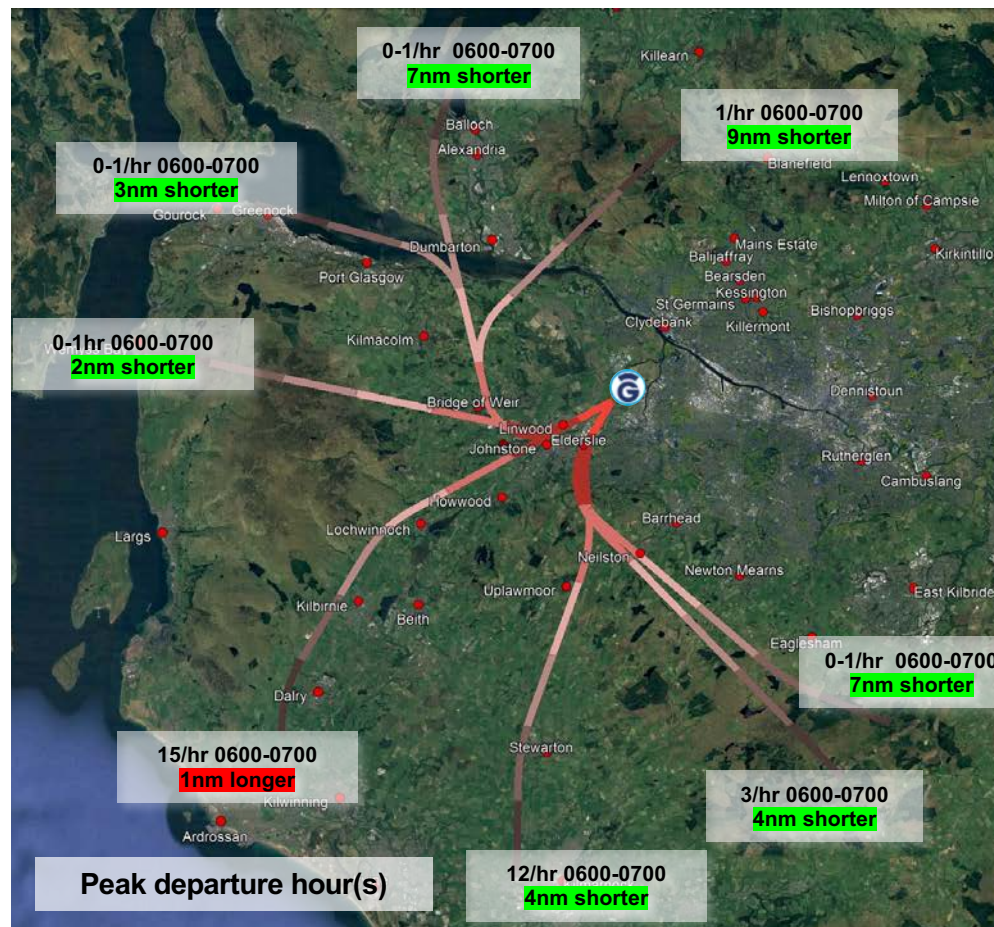 0-1/hr 0600-0700
7nm shorter
Killearn
1/hr 0600-0700
9nm shorter
Balloch
Alexandria
Blanefield
Lennoxtown
Milton of Campsie
0-1/hr 0600-0700
3nm shorter
Gourock
Greenock
Dumbarton
Mains Estate
Balijaffray
Kirkintillo
Port Glasgow
Bearsden
Kessington
St Germains
Killermont
Bishopbriggs
Clydebank
Kilmacolm
0-1hr 0600-0700
2nm shorter
G
Dennistoun
Bridge of Weir
Linwood
Elderslie
Johnstone
Rutherglen
Cambuslang
Howwood
Lochwinnoch
Barrhead
Largs
Neilston
Newton Mearns
Uplawmoor
East Kilbride
Kilbirnie
Beith
Eaglesham
0-1/hr 0600-0700
7nm shorter
Dalry
Stewarton
15/hr 0600-0700
1nm longer
Kilwinning
3/hr 0600-0700
4nm shorter
Ardrossan
12/hr 0600-0700
4nm shorter
Peak departure hour(s)